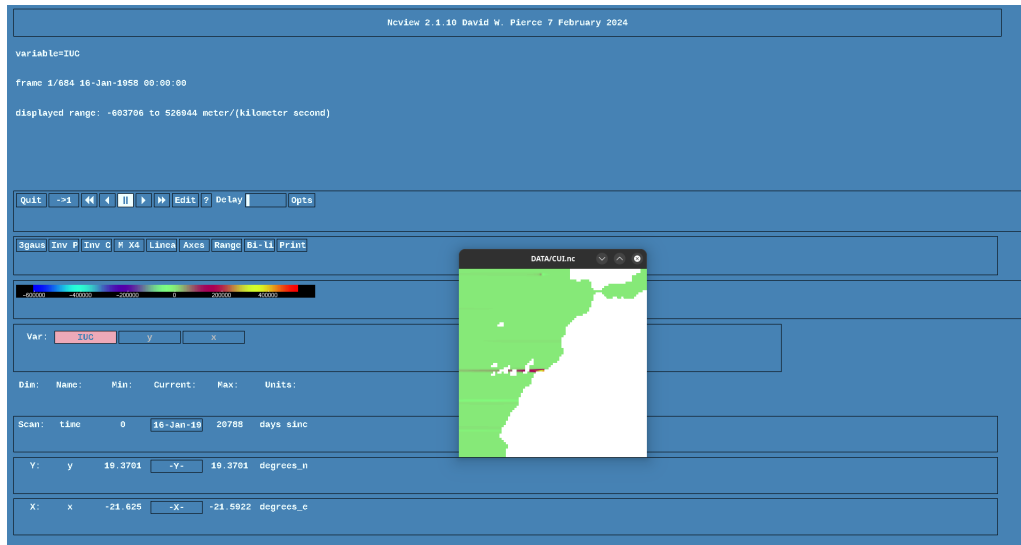 Ncview 2.1.10 David W. Pierce 7 February 2024
variable=IUC
frame 1/684 16-Jan-1958 00:00:00
displayed range: -603706 to 526944 meter/(kilometer second)
Quit ->1 Edit ? Delay Opts
3gaus Inv P Inv C M X4 Linea Axes Range Bi-li Print
DATA/CUI.nc
-600000 -400000 -200000 0 200000 400000
Var: IUC y x
Dim: Name: Min: Current: Max: Units:
Scan: time 0 16-Jan-19 20788 days sinc
Y: y 19.3701 -Y- 19.3701 degrees_n
X: x -21.625 -X- -21.5922 degrees_e